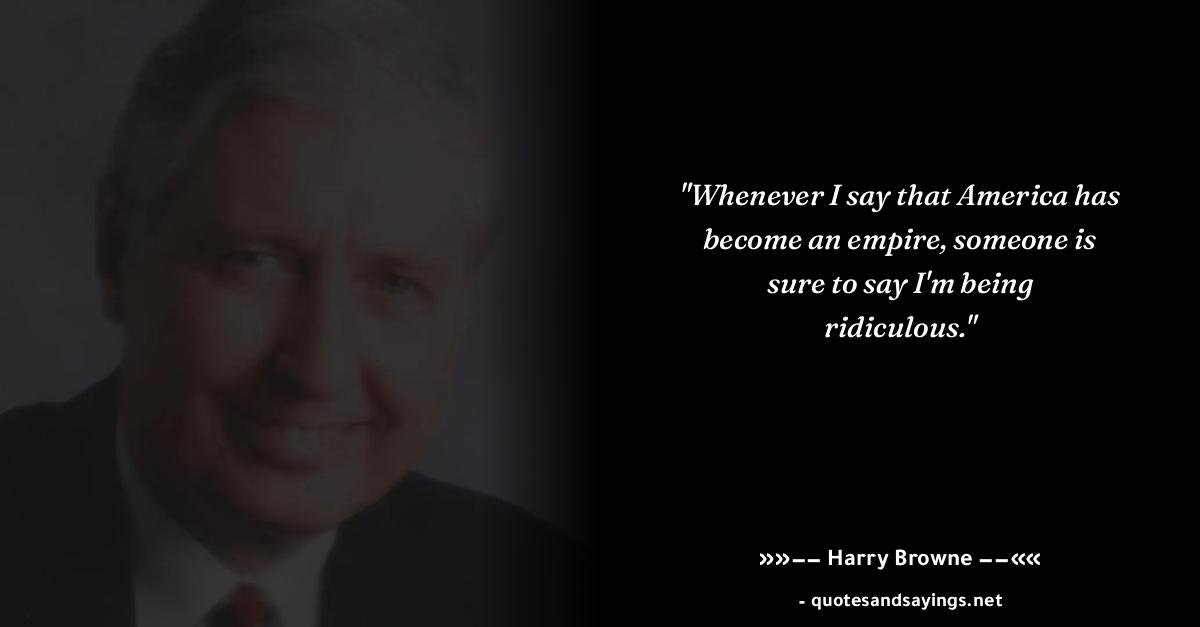 "Whenever I say that America has
become an empire, someone is
sure to say I'm being
ridiculous."
»»−− Harry Browne −−««
- quotesandsayings.net